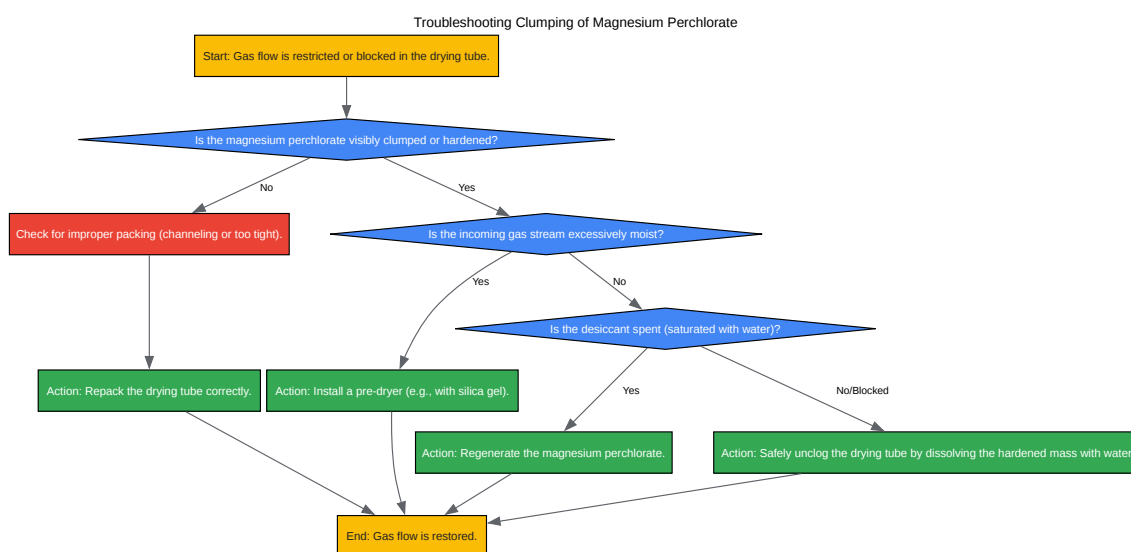 Troubleshooting Clumping of Magnesium Perchlorate
Start: Gas flow is restricted or blocked in the drying tube.
Is the magnesium perchlorate visibly clumped or hardened?
No
Yes
Check for improper packing (channeling or too tight).
Is the incoming gas stream excessively moist?
Yes
No
Is the desiccant spent (saturated with water)?
Action: Repack the drying tube correctly.
Action: Install a pre-dryer (e.g., with silica gel).
Yes
No/Blocked
Action: Regenerate the magnesium perchlorate.
Action: Safely unclog the drying tube by dissolving the hardened mass with water
End: Gas flow is restored.